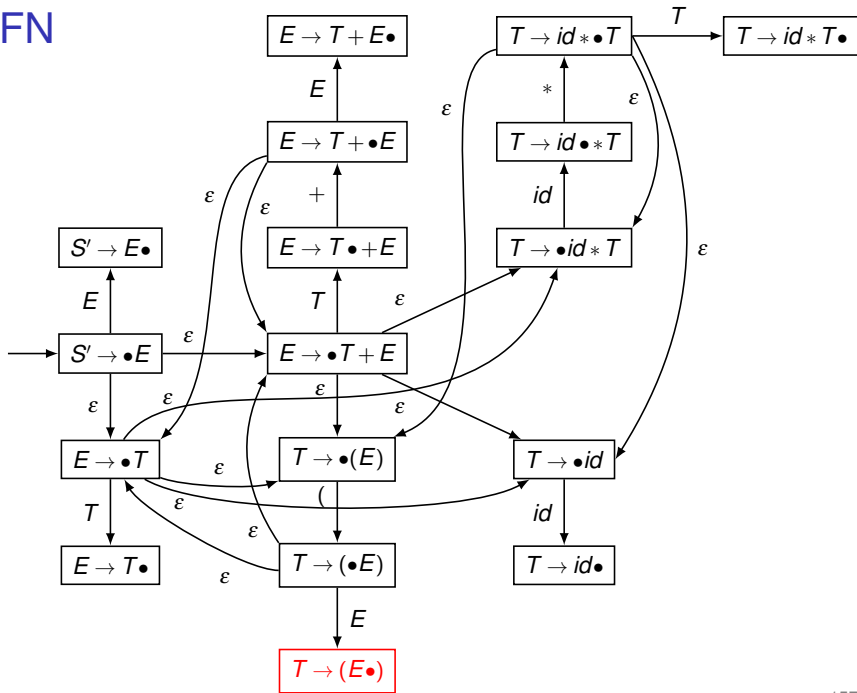 FN
E → T + E•
T → id * •T
T
T → id * T•
E
ε
*
ε
E → T + •E
T → id • * T
ε
ε
+
id
S′ → E•
E → T• + E
T → •id * T
ε
E
T
ε
S′ → •E
ε
E → •T + E
ε
ε
ε
ε
E → •T
T → •(E)
T → •id
ε
T
ε
(
id
ε
E → T•
T → (•E)
T → id•
ε
E
T → (E•)